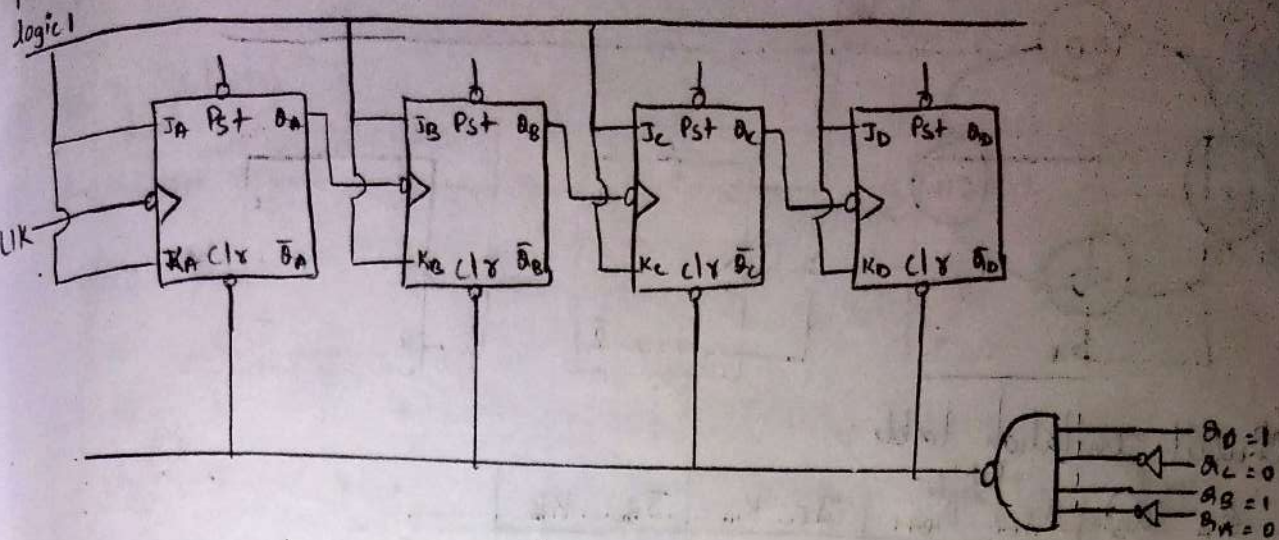 logic 1
JA Pst QA
JB Pst QB
JC Pst QC
JD Pst QD
CLK
KA Clr Q̄A
KB Clr Q̄B
KC Clr Q̄C
KD Clr Q̄D
QD = 1
QC = 0
QB = 1
QA = 0